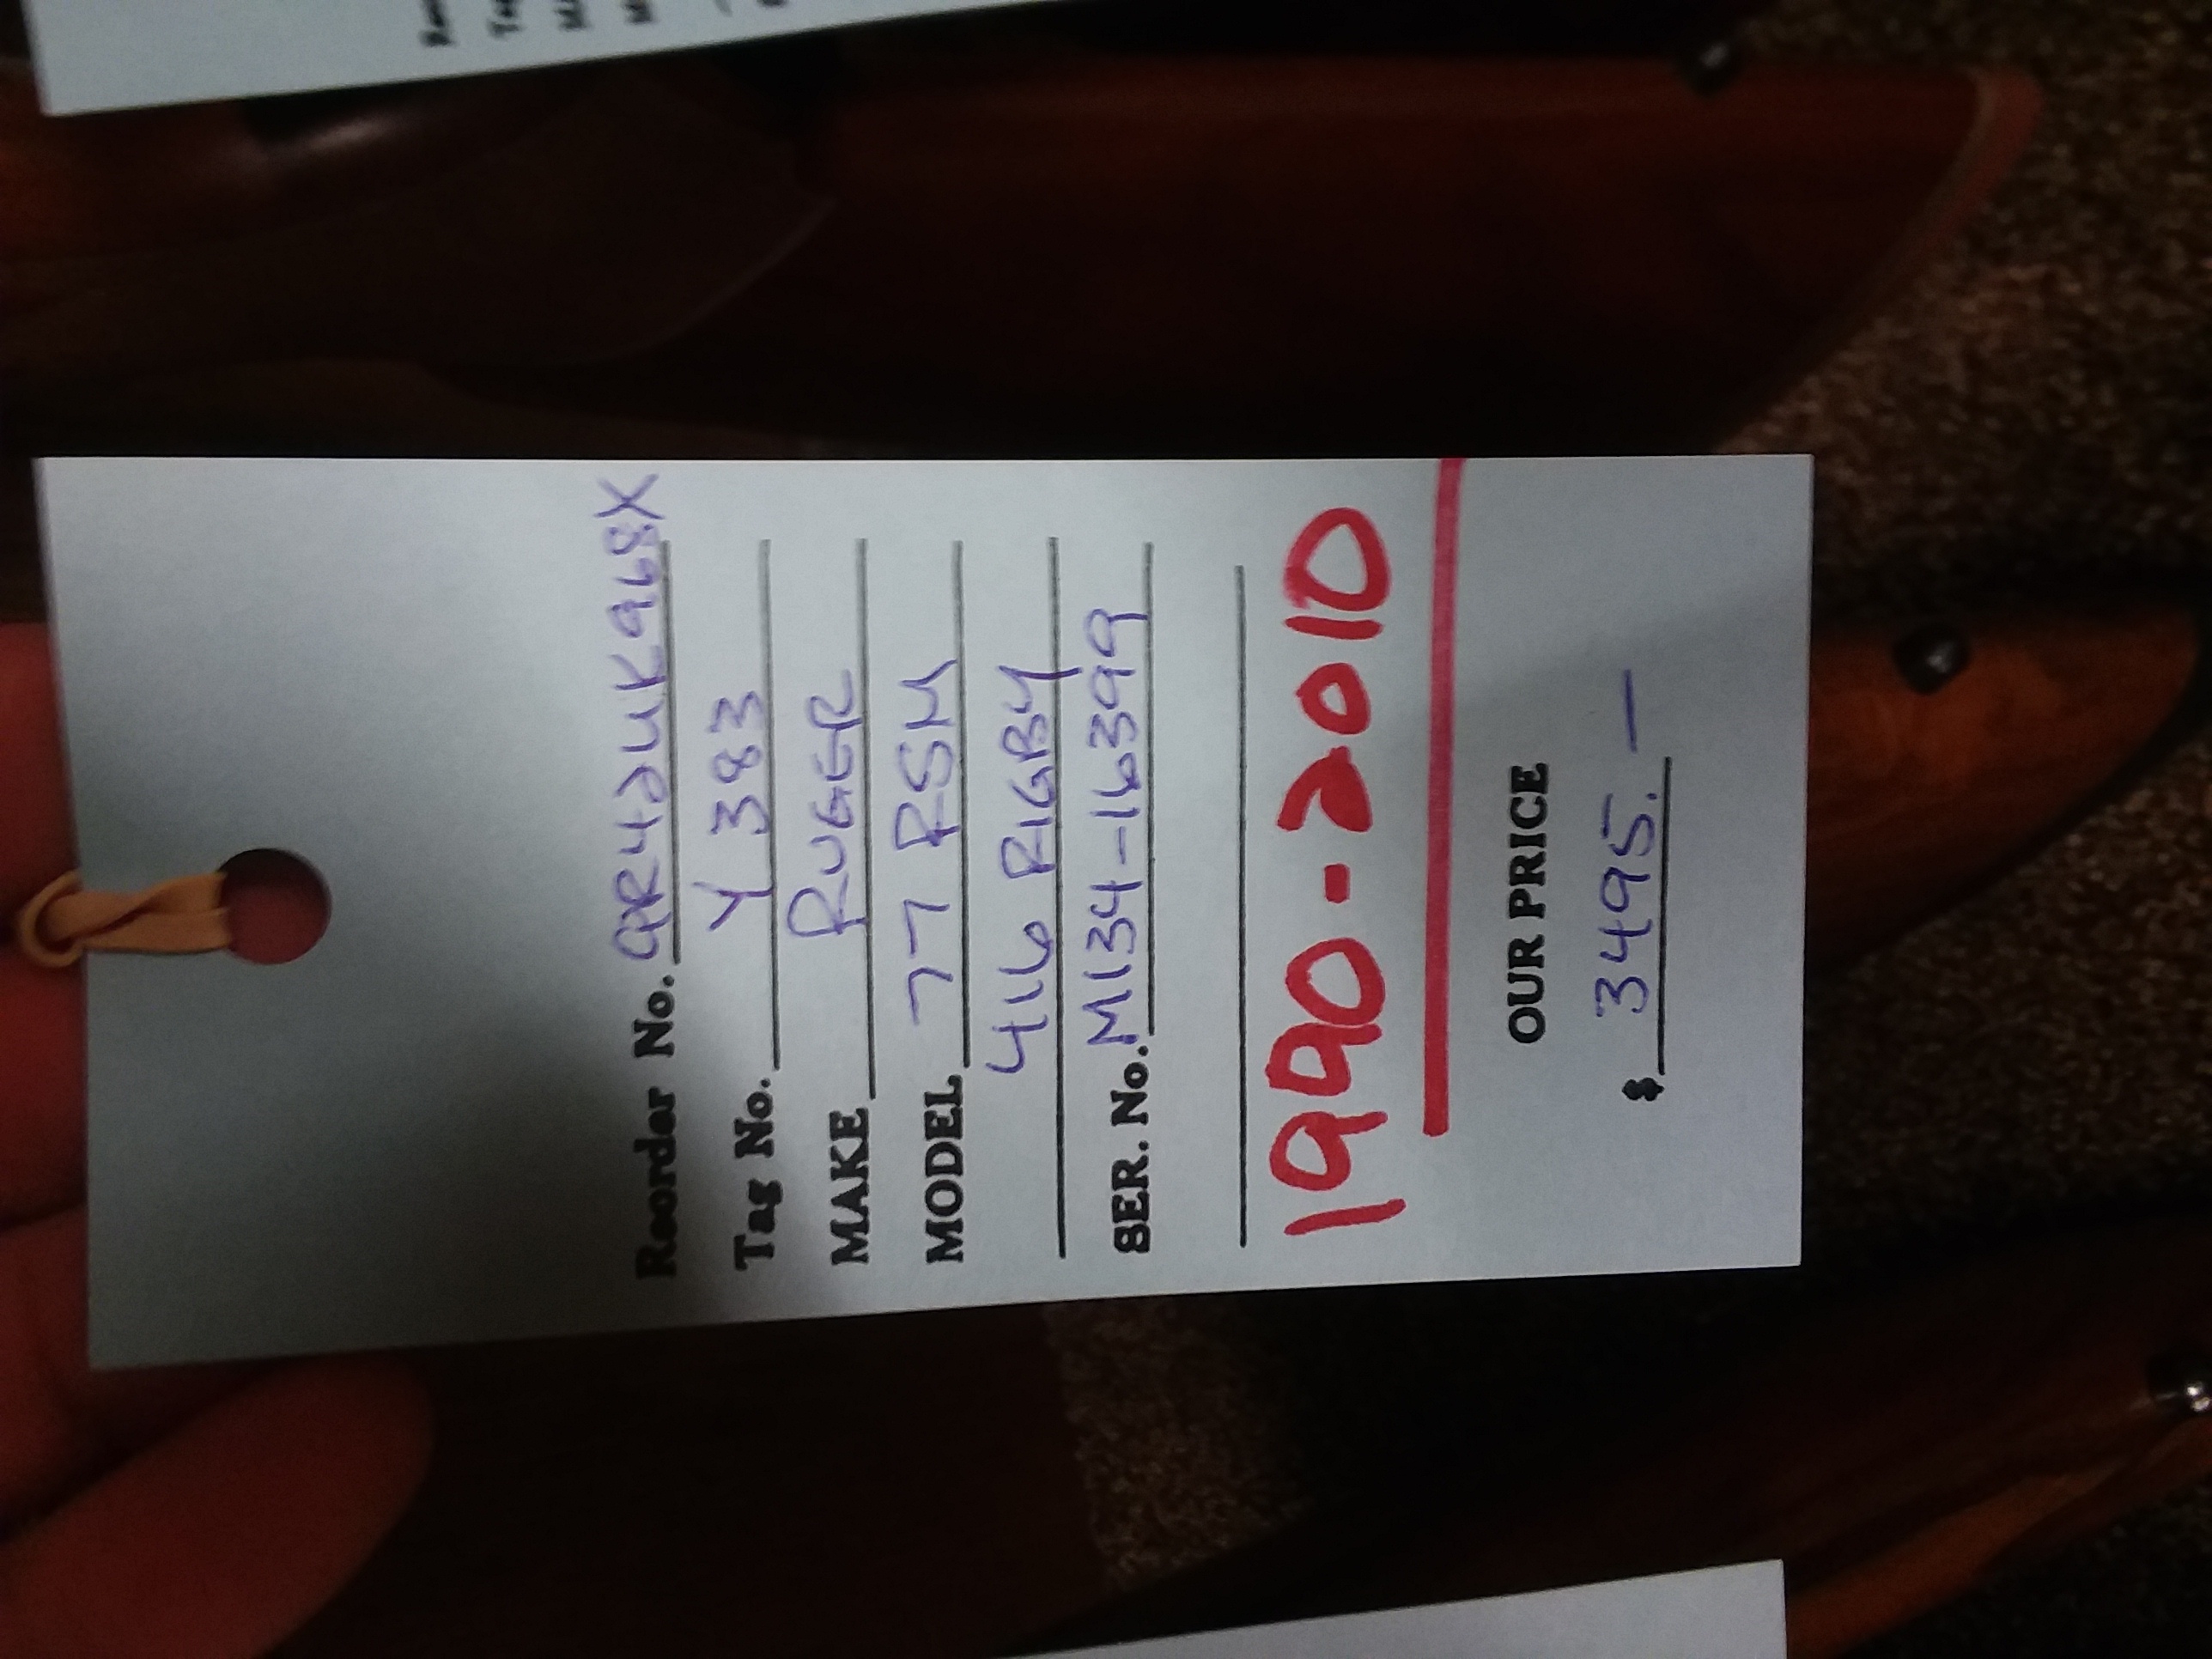 Reorder No. GR42UK968X
Tag No. Y 383
MAKE RUGER
MODEL 77 RSM
416 RIGBY
SER. No. M134-16399
1990-2010
OUR PRICE
$ 3495.—